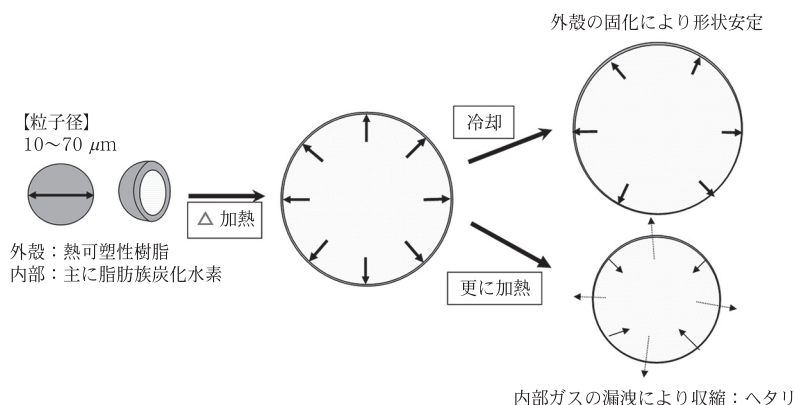 外殻の固化により形状安定
【粒子径】
10～70 μm
冷却
△ 加熱
外殻：熱可塑性樹脂
内部：主に脂肪族炭化水素
更に加熱
内部ガスの漏洩により収縮：ヘタリ